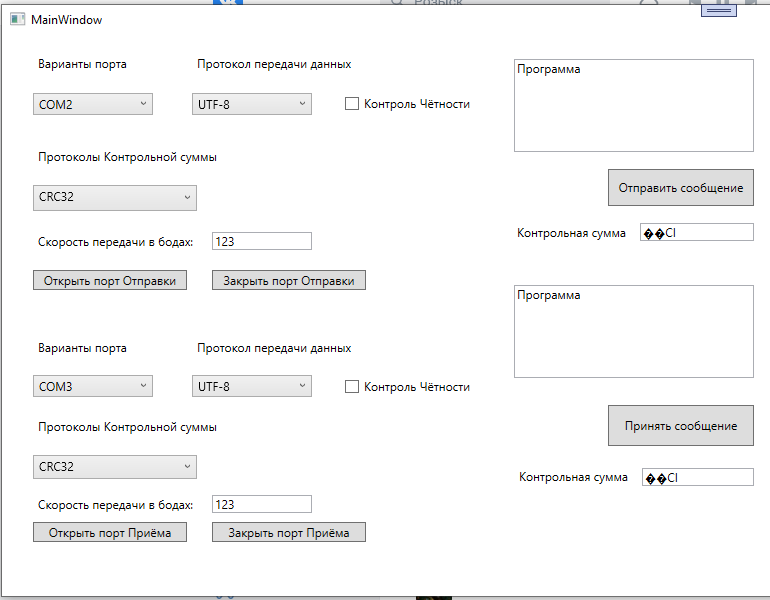 MainWindow
Варианты порта
Протокол передачи данных
COM2
UTF-8
Контроль Чётности
Программа
Протоколы Контрольной суммы
CRC32
Отправить сообщение
Скорость передачи в бодах:
123
Контрольная сумма
��CI
Открыть порт Отправки
Закрыть порт Отправки
Программа
Варианты порта
Протокол передачи данных
COM3
UTF-8
Контроль Чётности
Протоколы Контрольной суммы
Принять сообщение
CRC32
Контрольная сумма
��CI
Скорость передачи в бодах:
123
Открыть порт Приёма
Закрыть порт Приёма